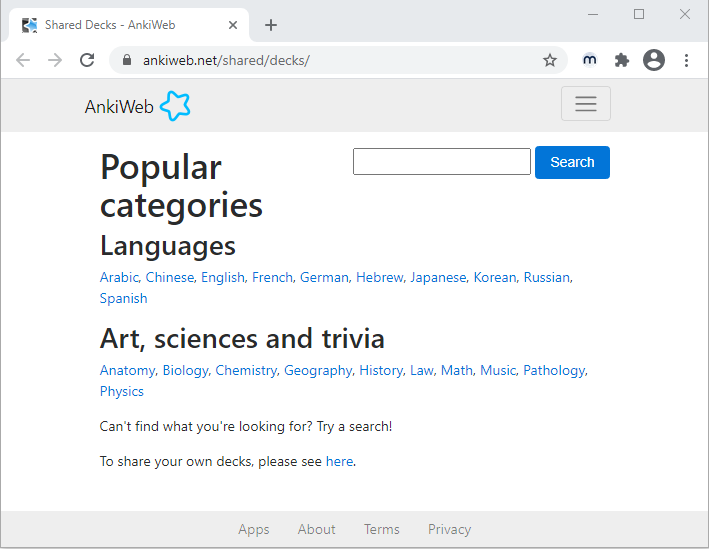 Shared Decks - AnkiWeb
ankiweb.net/shared/decks/
m
AnkiWeb
Popular
categories
Search
Languages
Arabic, Chinese, English, French, German, Hebrew, Japanese, Korean, Russian,
Spanish
Art, sciences and trivia
Anatomy, Biology, Chemistry, Geography, History, Law, Math, Music, Pathology,
Physics
Can't find what you're looking for? Try a search!
To share your own decks, please see here.
Apps About Terms Privacy